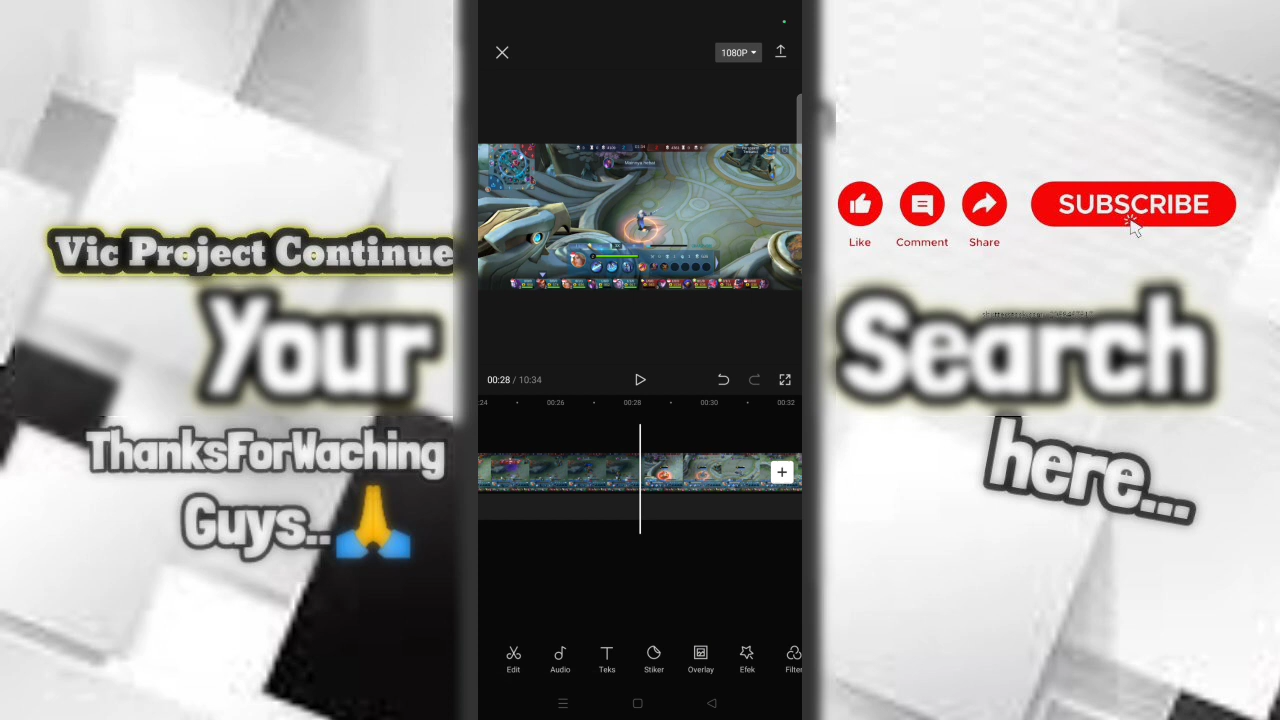 1080P
SUBSCRIBE
Like
Comment
Share
Vic Project Continue
Your
Search
00:28 / 10:34
:24
00:26
00:28
00:30
00:32
ThanksForWaching
Guys..🙏
here...
Edit
Audio
Teks
Stiker
Overlay
Efek
Filter